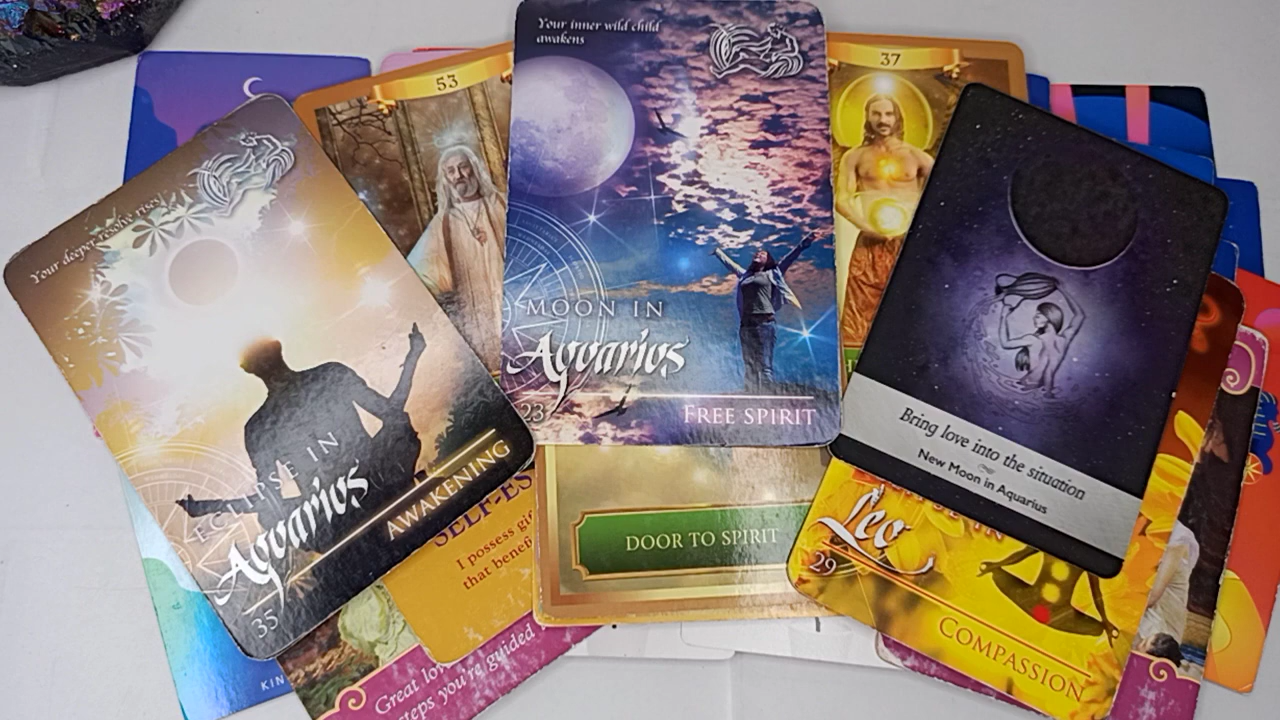 Your inner wild child
awakens
53
37
Your deeper resolve rises
MOON IN
Aquarius
23
FREE SPIRIT
ECLIPSE IN
Aquarius
AWAKENING
35
Bring love into the situation
New Moon in Aquarius
SELF-ES
I possess gif
that benef
DOOR TO SPIRIT
Leo
29
COMPASSION
Great lo
steps you're guided
KIN